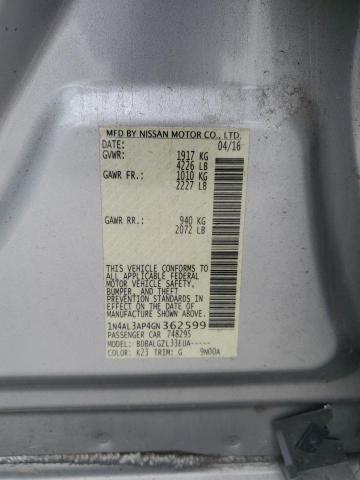 MFD BY NISSAN MOTOR CO., LTD.
DATE: 04/16
GVWR: 1917 KG
4226 LB
GAWR FR.: 1010 KG
2227 LB
GAWR RR.: 940 KG
2072 LB
THIS VEHICLE CONFORMS TO ALL
APPLICABLE U.S. FEDERAL
MOTOR VEHICLE SAFETY,
BUMPER, AND THEFT
PREVENTION STANDARDS IN
EFFECT ON THE DATE OF
MANUFACTURE SHOWN ABOVE.
1N4AL3AP4GN362599
PASSENGER CAR 748295
MODEL: BDBALGZL33EUA-----
COLOR: K23 TRIM: G 9N00A